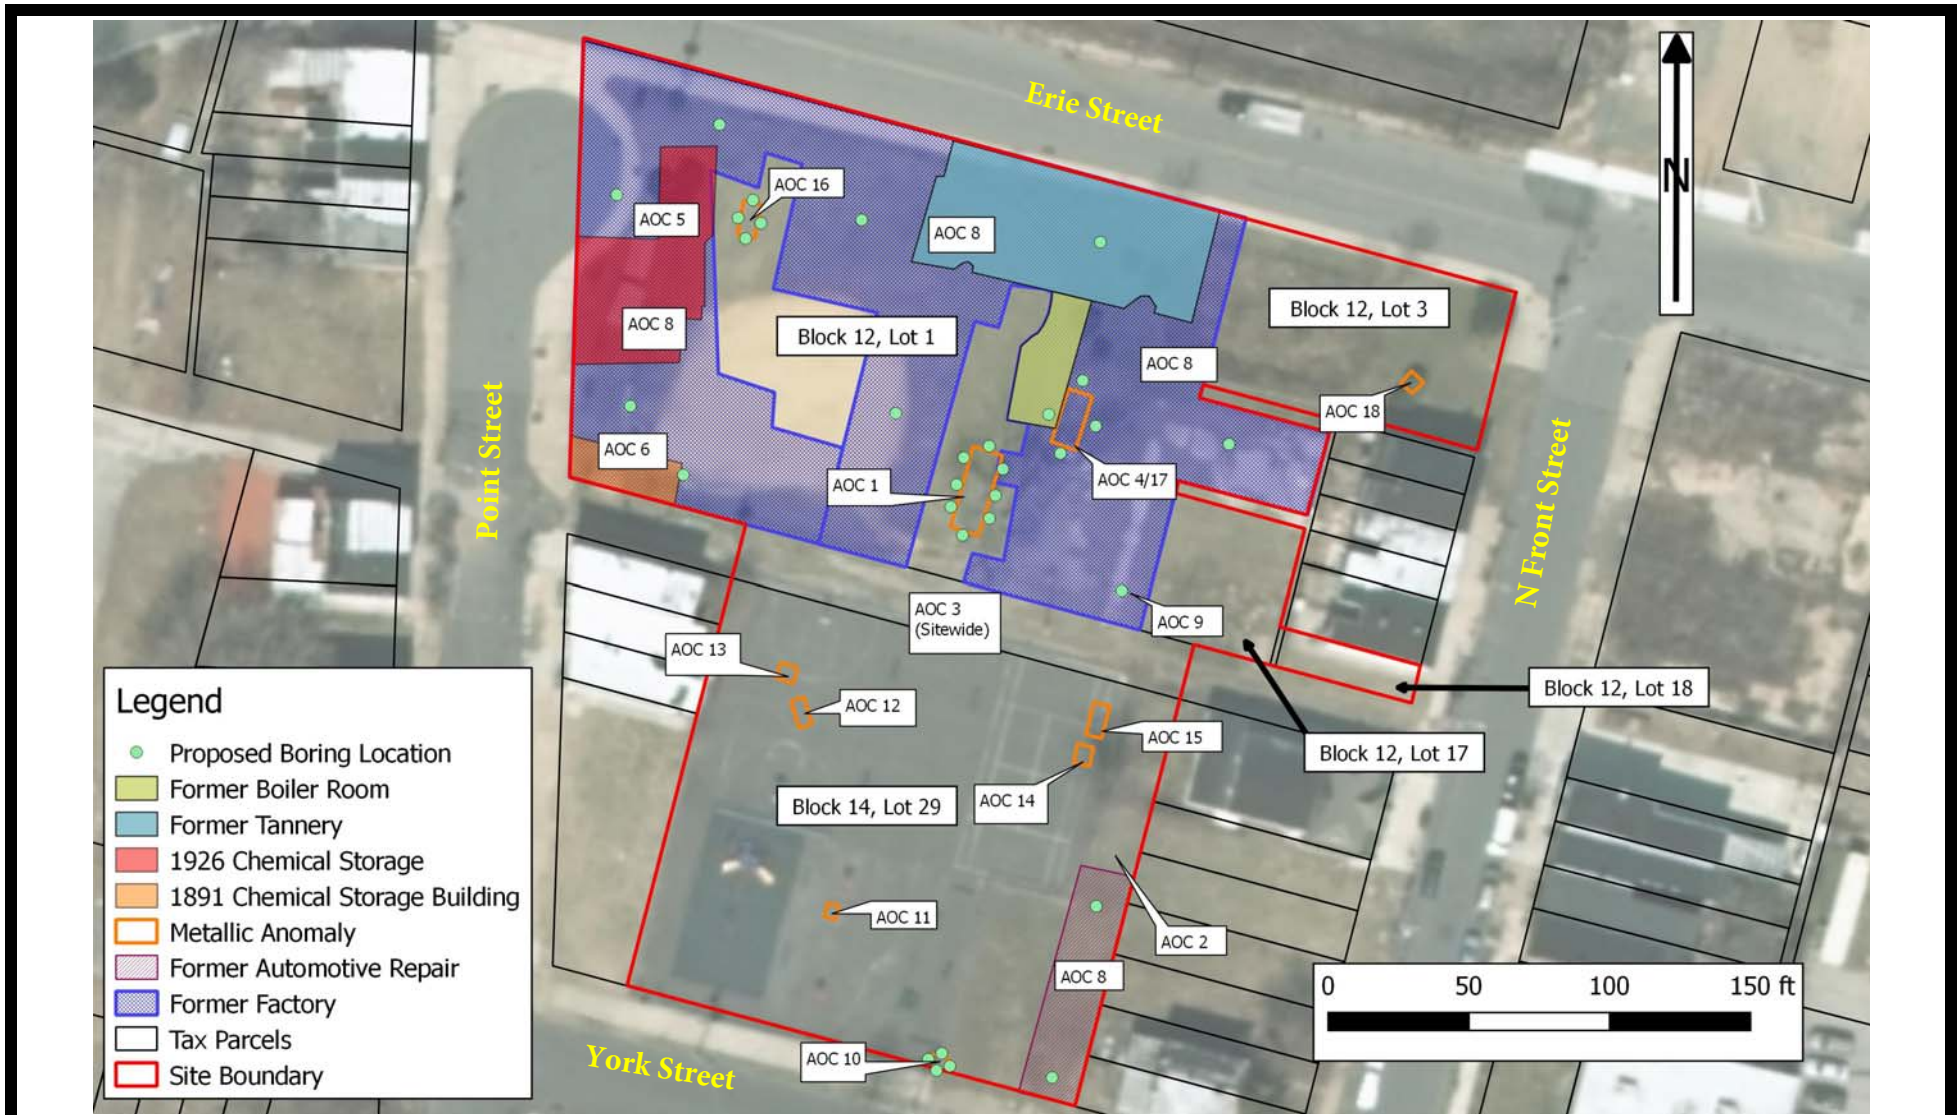 Erie Street
N
AOC 16
AOC 5
AOC 8
Block 12, Lot 3
AOC 8
Block 12, Lot 1
AOC 8
AOC 18
Point Street
N Front Street
AOC 6
AOC 1
AOC 4/17
AOC 3
(Sitewide)
AOC 9
AOC 13
AOC 12
Block 12, Lot 18
AOC 15
Block 12, Lot 17
AOC 14
Block 14, Lot 29
AOC 11
AOC 2
AOC 8
AOC 10
York Street
Legend
Proposed Boring Location
Former Boiler Room
Former Tannery
1926 Chemical Storage
1891 Chemical Storage Building
Metallic Anomaly
Former Automotive Repair
Former Factory
Tax Parcels
Site Boundary
0 50 100 150 ft